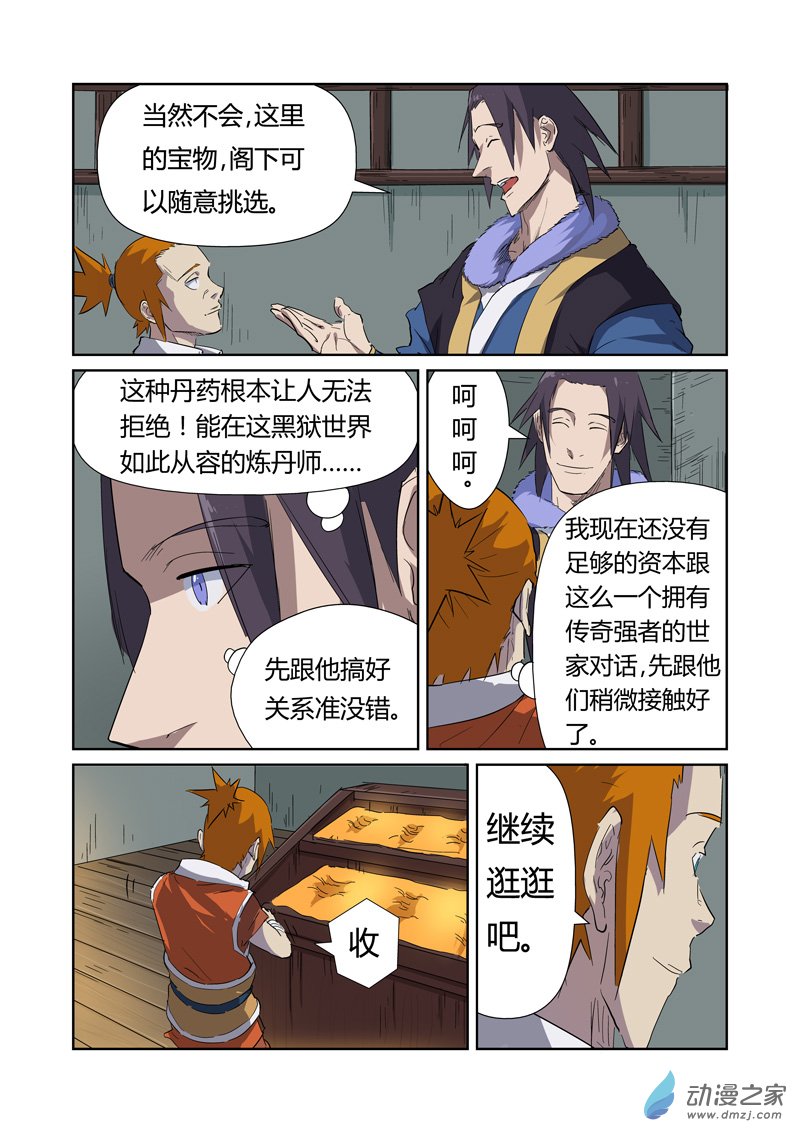 当然不会，这里
的宝物，阁下可
以随意挑选。
这种丹药根本让人无法
拒绝！能在这黑狱世界
如此从容的炼丹师……
先跟他搞好
关系准没错。
呵呵呵。
我现在还没有
足够的资本跟
这么一个拥有
传奇强者的世
家对话，先跟他
们稍微接触好
了。
收
继续
逛逛
吧。
动漫之家
www.dmzj.com